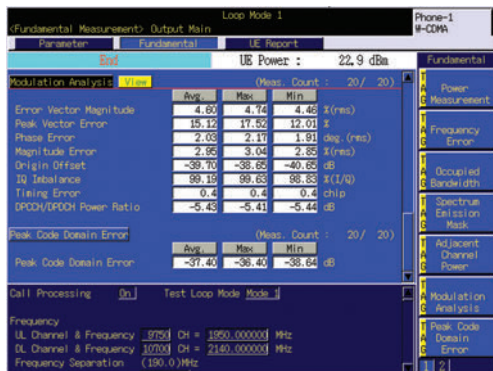 Loop Mode 1
Phone-1
<Fundamental Measurement> Output Main
W-CDMA
Parameter Fundamental UE Report
End UE Power : 22.9 dBm Fundamental
Modulation Analysis View (Meas. Count : 20/ 20)
Avg. Max Min
Error Vector Magnitude 4.60 4.74 4.46 %(rms)
Peak Vector Error 15.12 17.52 12.01 %
Phase Error 2.03 2.17 1.91 deg.(rms)
Magnitude Error 2.95 3.04 2.85 %(rms)
Origin Offset -39.70 -38.65 -40.65 dB
IQ Imbalance 99.19 99.63 98.83 %(I/Q)
Timing Error 0.4 0.4 0.4 chip
DPCCH/DPDCH Power Ratio -5.43 -5.41 -5.44 dB
Peak Code Domain Error (Meas. Count : 20/ 20)
Avg. Max Min
Peak Code Domain Error -37.40 -36.40 -38.64 dB
Call Processing On Test Loop Mode Mode 1
Frequency
UL Channel & Frequency 9750 CH = 1950.000000 MHz
DL Channel & Frequency 10700 CH = 2140.000000 MHz
Frequency Separation (190.0)MHz
TAG Power Measurement
TAG Frequency Error
TAG Occupied Bandwidth
TAG Spectrum Emission Mask
TAG Adjacent Channel Power
TAG Modulation Analysis
TAG Peak Code Domain Error
1 2